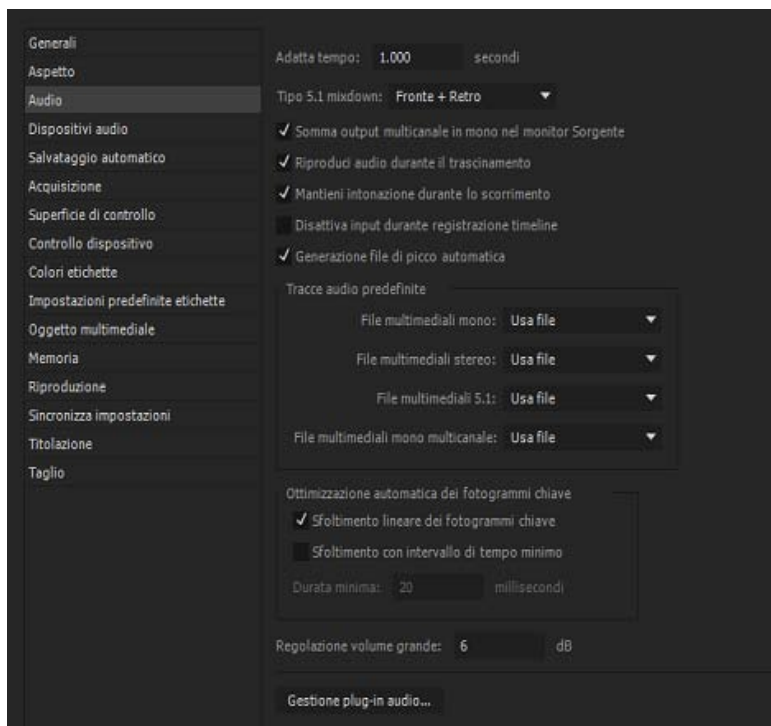 Generali
Aspetto
Audio
Dispositivi audio
Salvataggio automatico
Acquisizione
Superficie di controllo
Controllo dispositivo
Colori etichette
Impostazioni predefinite etichette
Oggetto multimediale
Memoria
Riproduzione
Sincronizza impostazioni
Titolazione
Taglio
Adatta tempo: 1.000 secondi
Tipo 5.1 mixdown: Fronte + Retro
Somma output multicanale in mono nel monitor Sorgente
Riproduci audio durante il trascinamento
Mantieni intonazione durante lo scorrimento
Disattiva input durante registrazione timeline
Generazione file di picco automatica
Tracce audio predefinite
File multimediali mono: Usa file
File multimediali stereo: Usa file
File multimediali 5.1: Usa file
File multimediali mono multicanale: Usa file
Ottimizzazione automatica dei fotogrammi chiave
Sfoltimento lineare dei fotogrammi chiave
Sfoltimento con intervallo di tempo minimo
Durata minima: 20 millisecondi
Regolazione volume grande: 6 dB
Gestione plug-in audio...